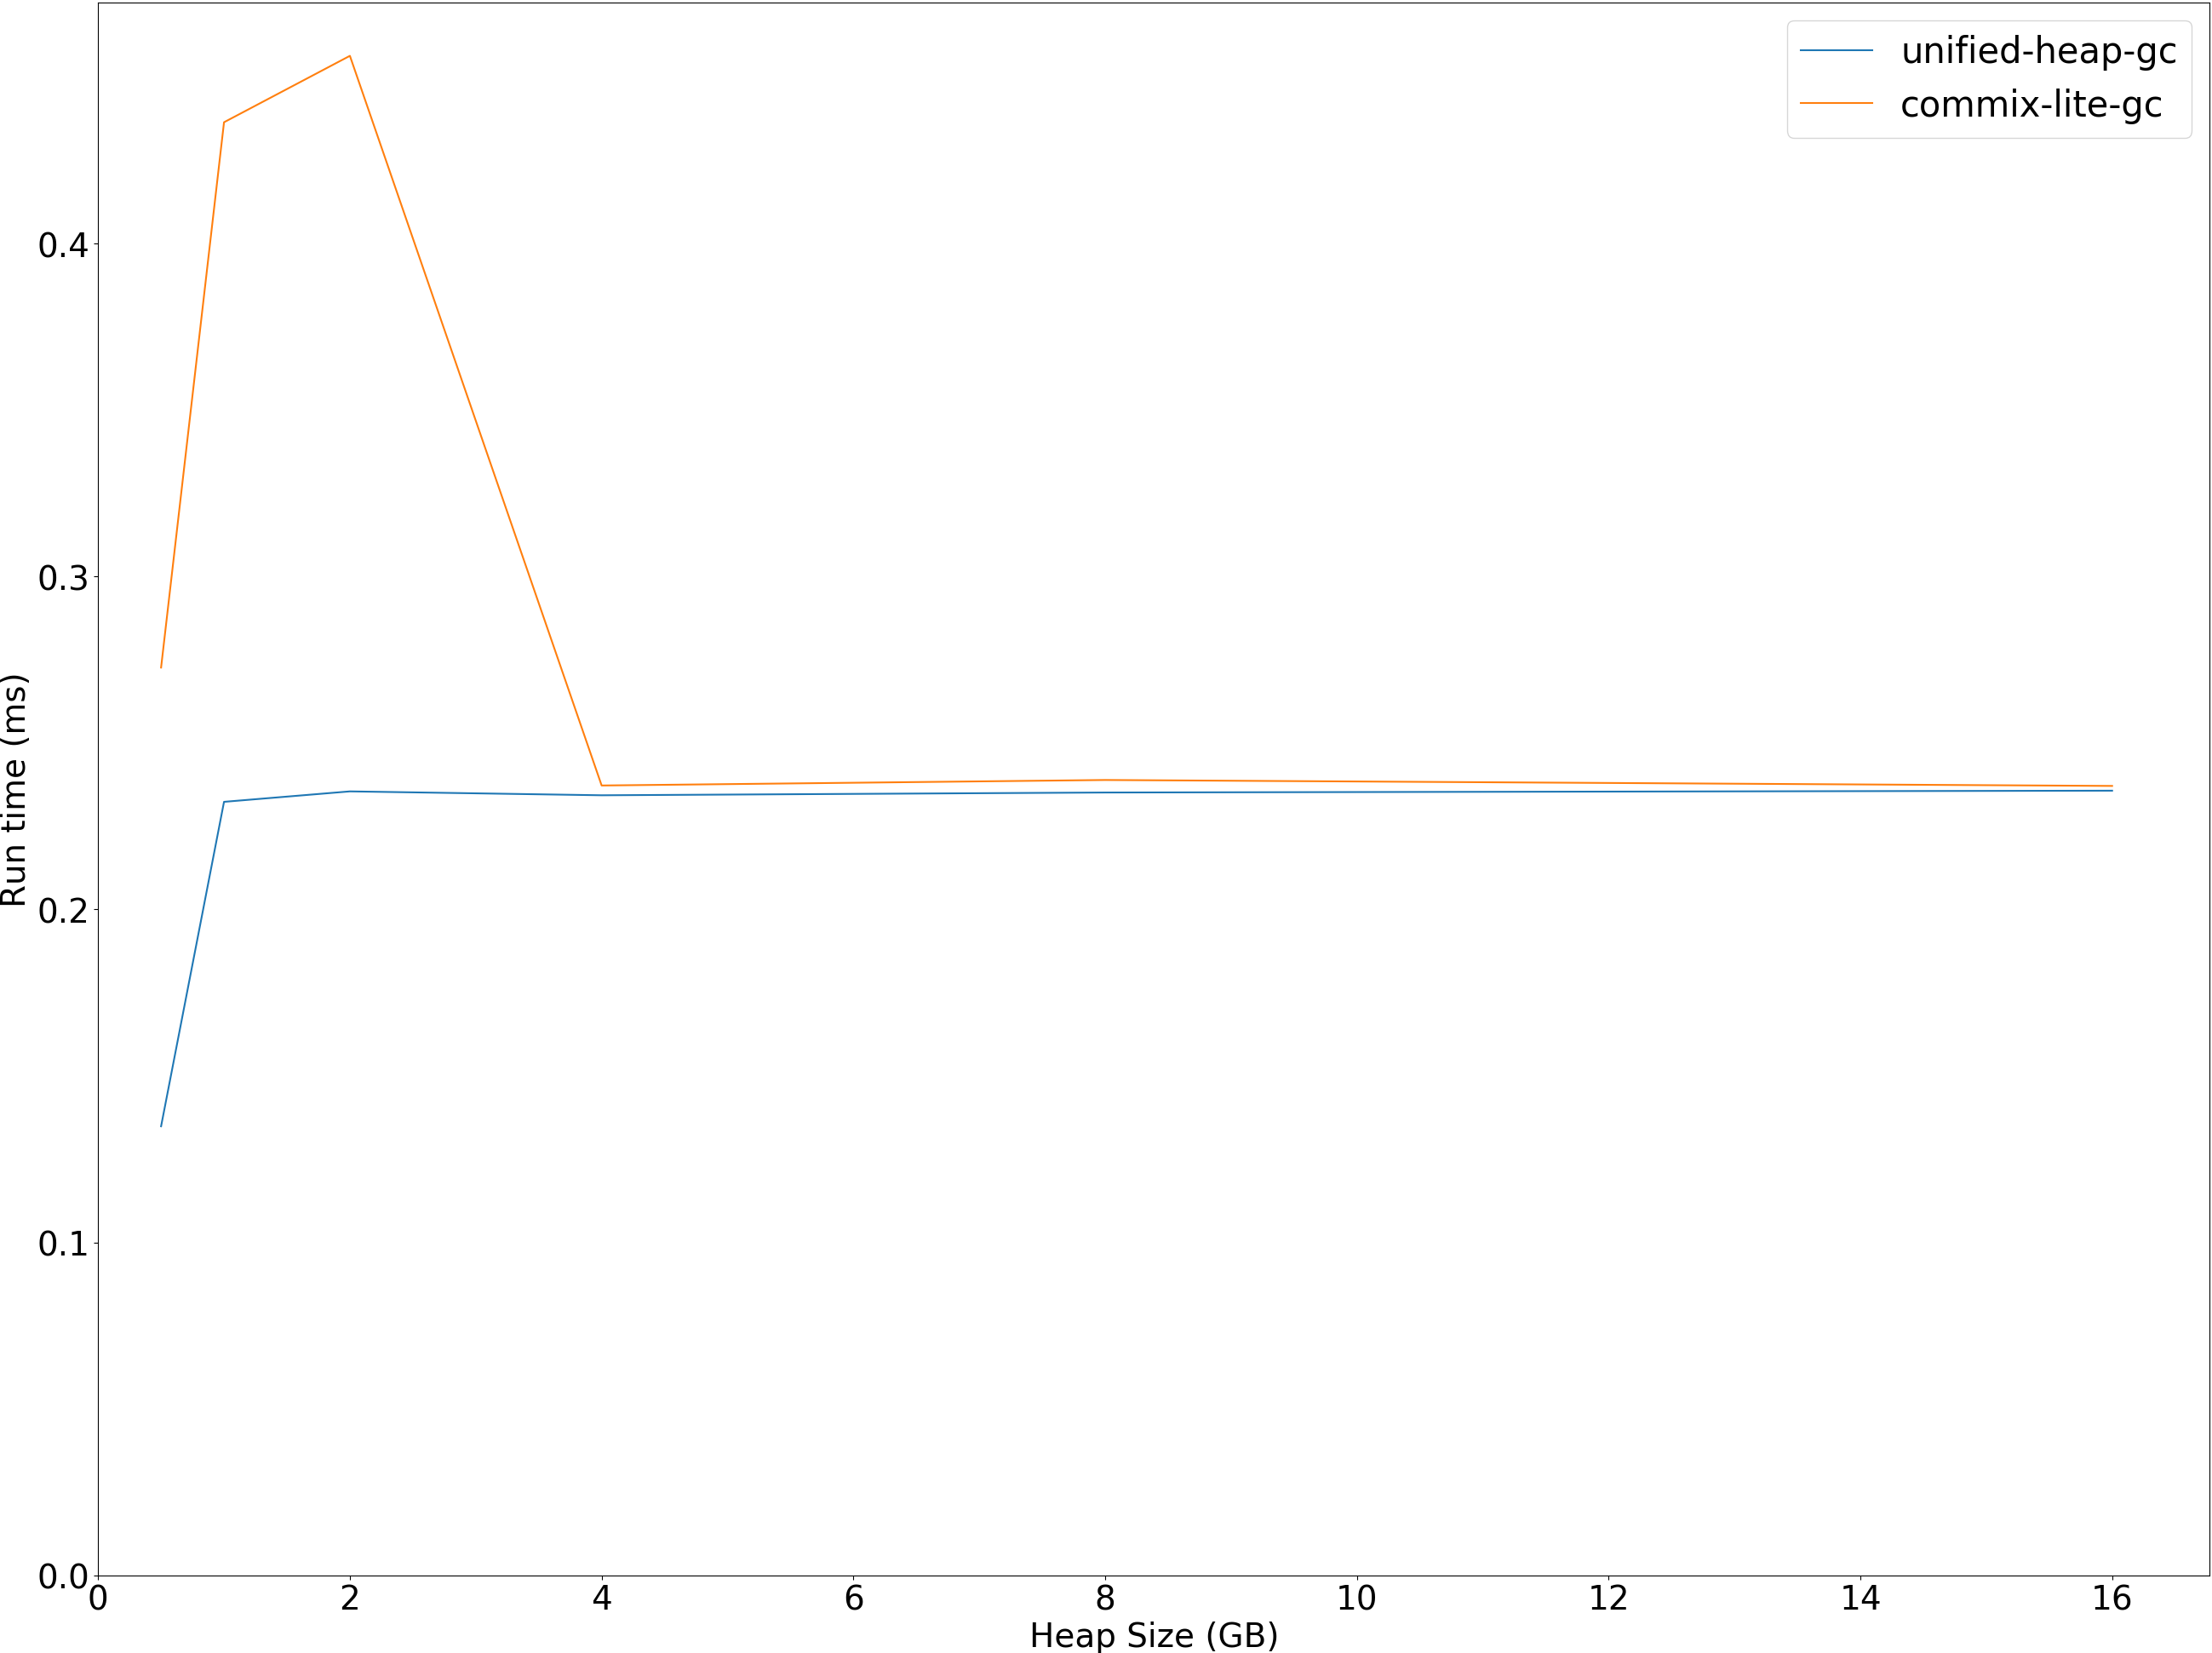 unified-heap-gc
commix-lite-gc
0.4
0.3
0.2
0.1
0.0
Run time (ms)
0 2 4 6 8 10 12 14 16
Heap Size (GB)